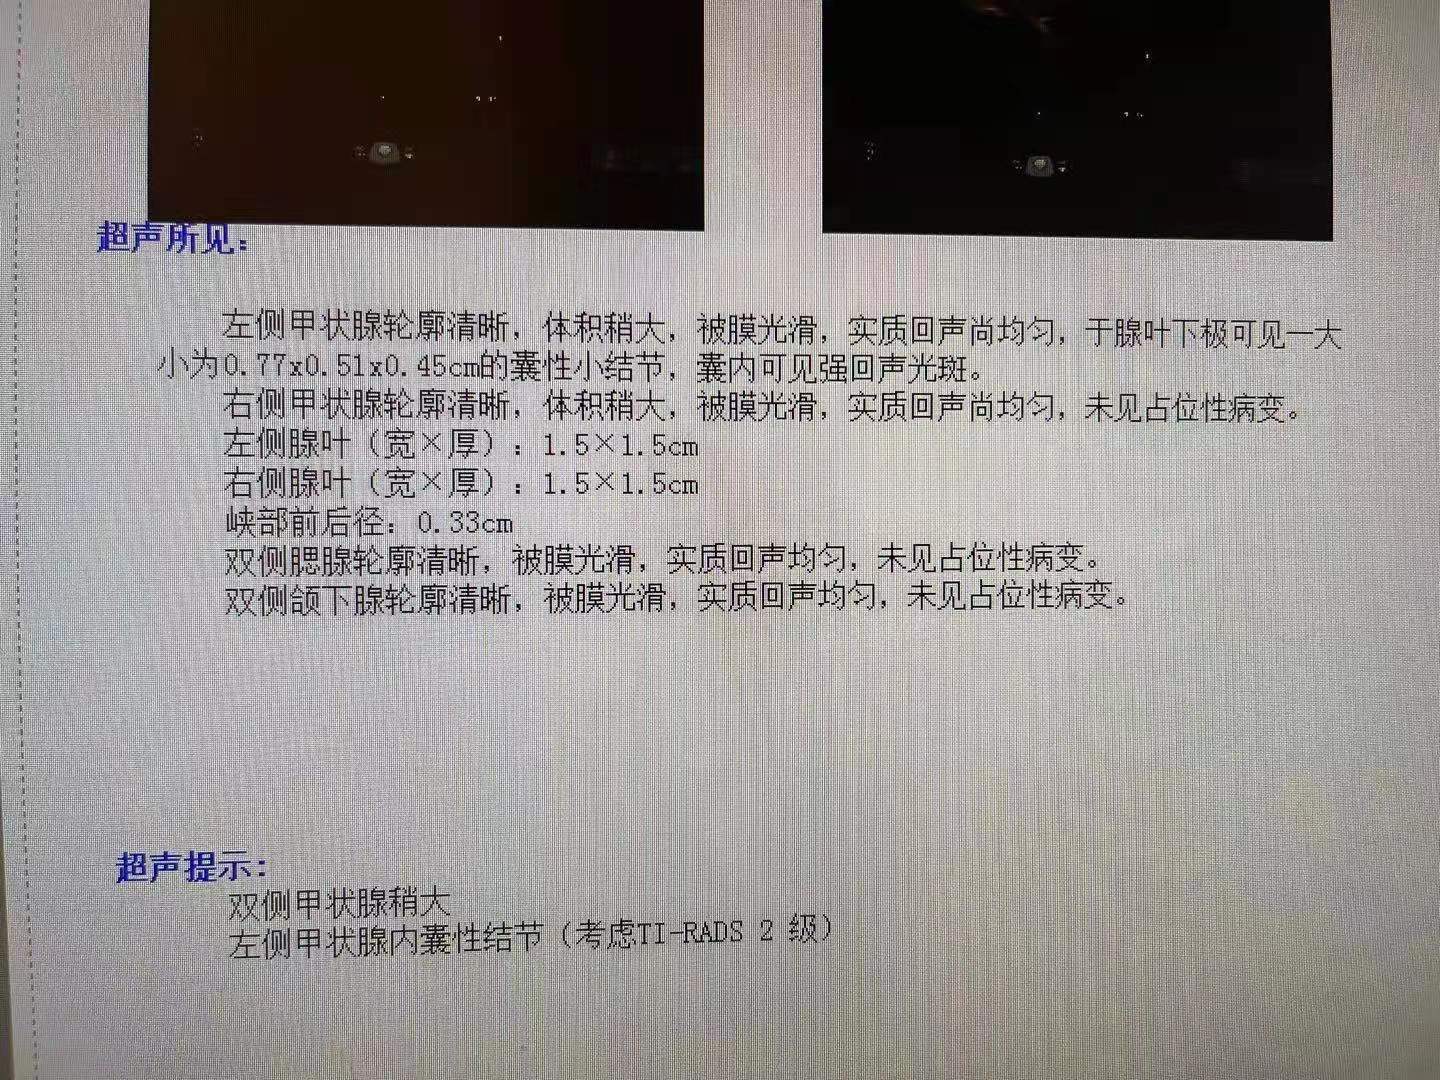 超声所见：
左侧甲状腺轮廓清晰，体积稍大，被膜光滑，实质回声尚均匀，于腺叶下极可见一大
小为0.77x0.51x0.45cm的囊性小结节，囊内可见强回声光斑。
右侧甲状腺轮廓清晰，体积稍大，被膜光滑，实质回声尚均匀，未见占位性病变。
左侧腺叶（宽×厚）：1.5×1.5cm
右侧腺叶（宽×厚）：1.5×1.5cm
峡部前后径：0.33cm
双侧腮腺轮廓清晰，被膜光滑，实质回声均匀，未见占位性病变。
双侧颌下腺轮廓清晰，被膜光滑，实质回声均匀，未见占位性病变。
超声提示：
双侧甲状腺稍大
左侧甲状腺内囊性结节（考虑TI-RADS 2 级）